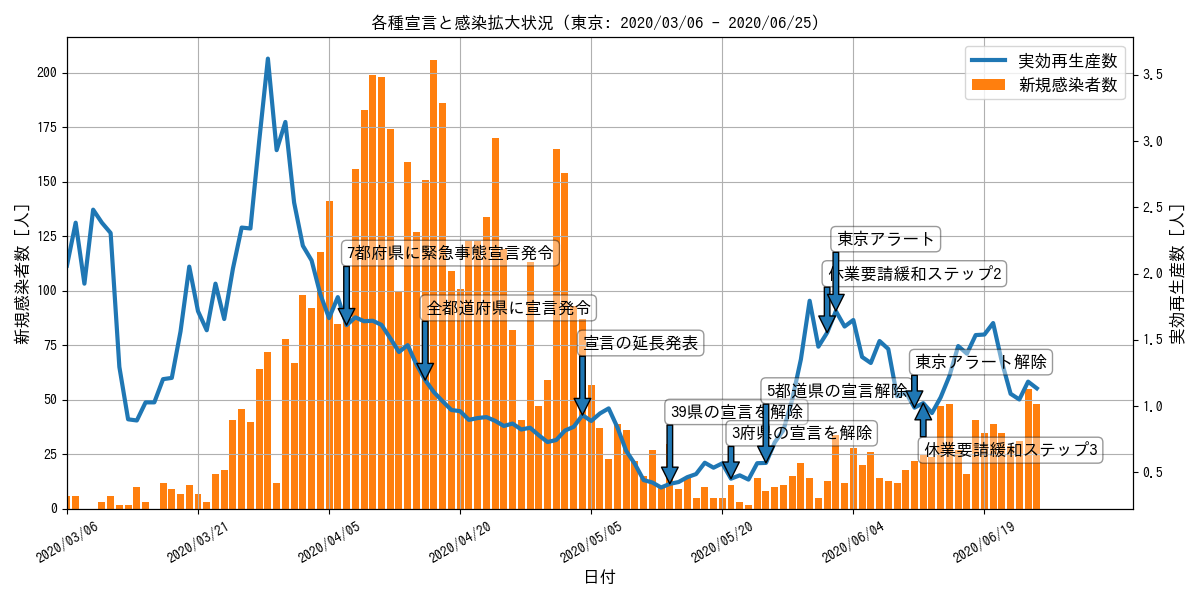 各種宣言と感染拡大状況 (東京: 2020/03/06 - 2020/06/25)
実効再生産数
新規感染者数
新規感染者数 [人]
200
175
150
125
100
75
50
25
0
3.5
3.0
2.5
2.0
1.5
1.0
0.5
実効再生産数 [人]
東京アラート
7都府県に緊急事態宣言発令
休業要請緩和ステップ2
全都道府県に宣言発令
宣言の延長発表
東京アラート解除
5都道県の宣言解除
39県の宣言を解除
3府県の宣言を解除
休業要請緩和ステップ3
2020/03/06
2020/03/21
2020/04/05
2020/04/20
2020/05/05
2020/05/20
2020/06/04
2020/06/19
日付